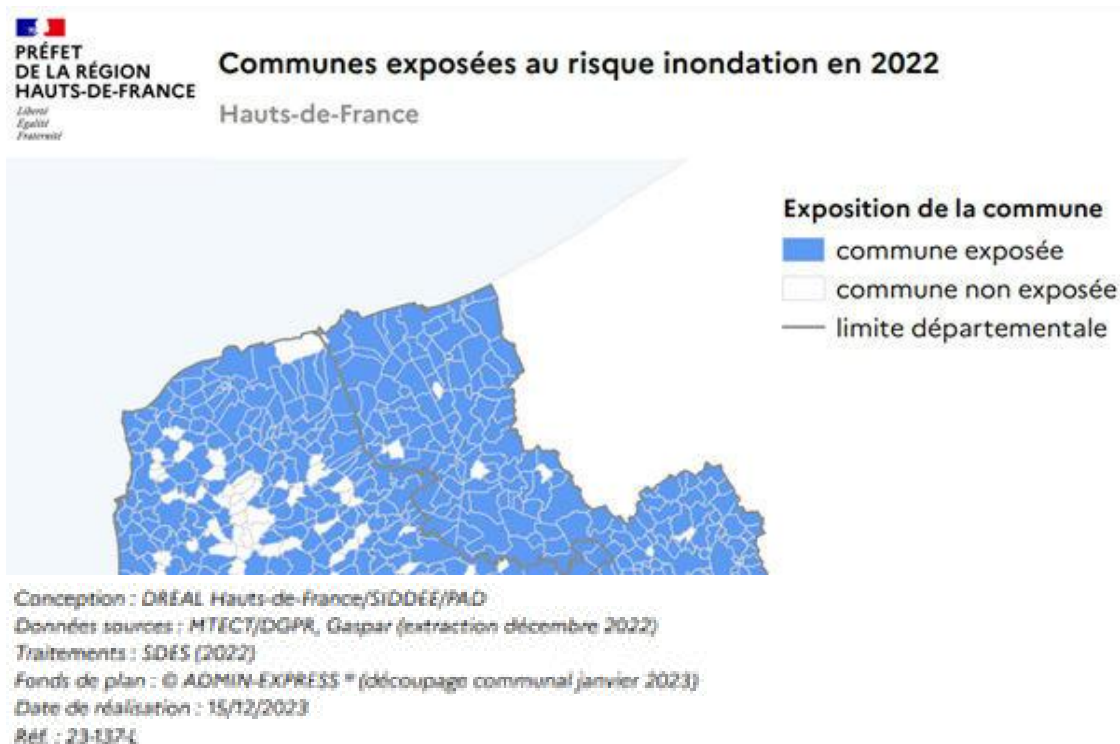 PRÉFET
DE LA RÉGION
HAUTS-DE-FRANCE
Liberté
Égalité
Fraternité
Communes exposées au risque inondation en 2022
Hauts-de-France
Exposition de la commune
commune exposée
commune non exposée
limite départementale
Conception : DREAL Hauts-de-France/SIDDEE/PAD
Données sources : MTECT/DGPR, Gaspar (extraction décembre 2022)
Traitements : SDES (2022)
Fonds de plan : © ADMIN-EXPRESS ® (découpage communal janvier 2023)
Date de réalisation : 15/12/2023
Réf. : 23-137-L